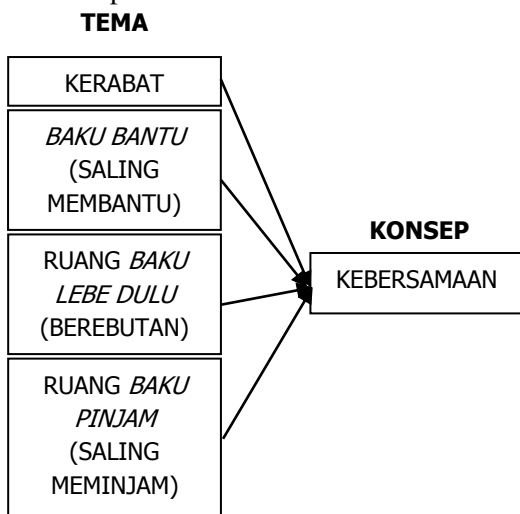 TEMA
KERABAT
BAKU BANTU
(SALING
MEMBANTU)
RUANG BAKU
LEBE DULU
(BEREBUTAN)
RUANG BAKU
PINJAM
(SALING
MEMINJAM)
KONSEP
KEBERSAMAAN